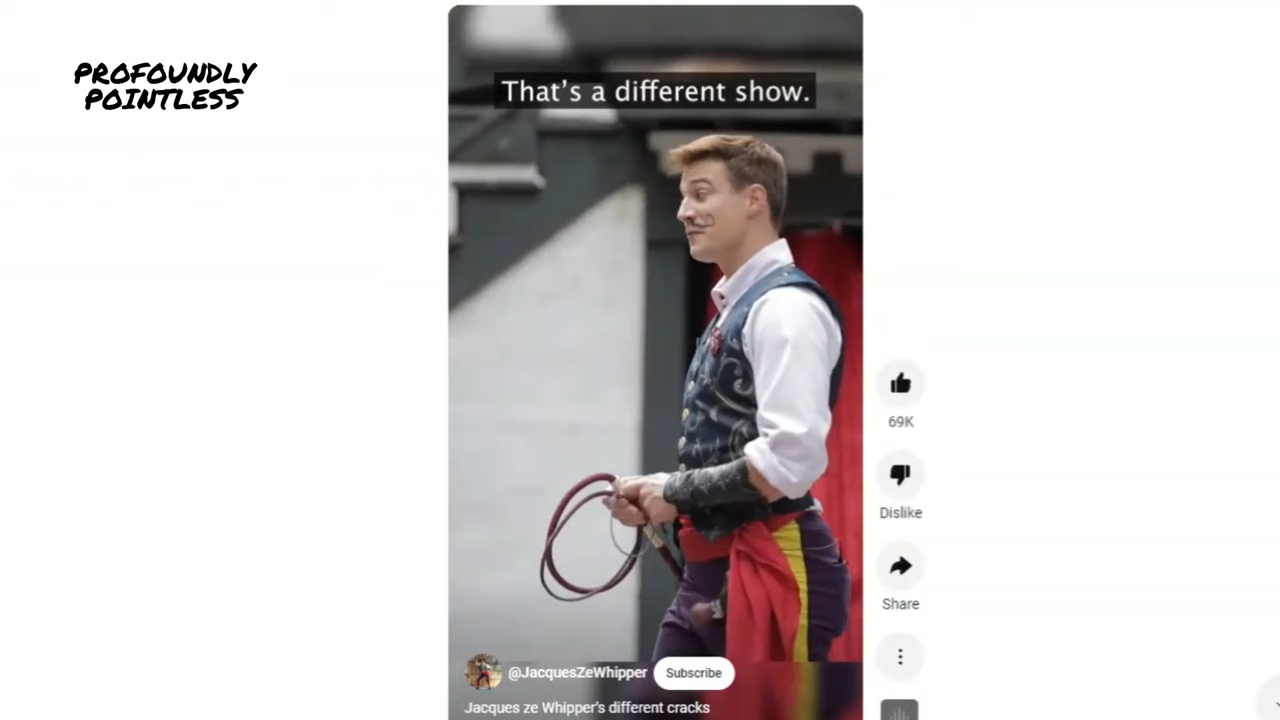 PROFOUNDLY
POINTLESS
That's a different show.
69K
Dislike
Share
@JacquesZeWhipper
Subscribe
Jacques ze Whipper's different cracks